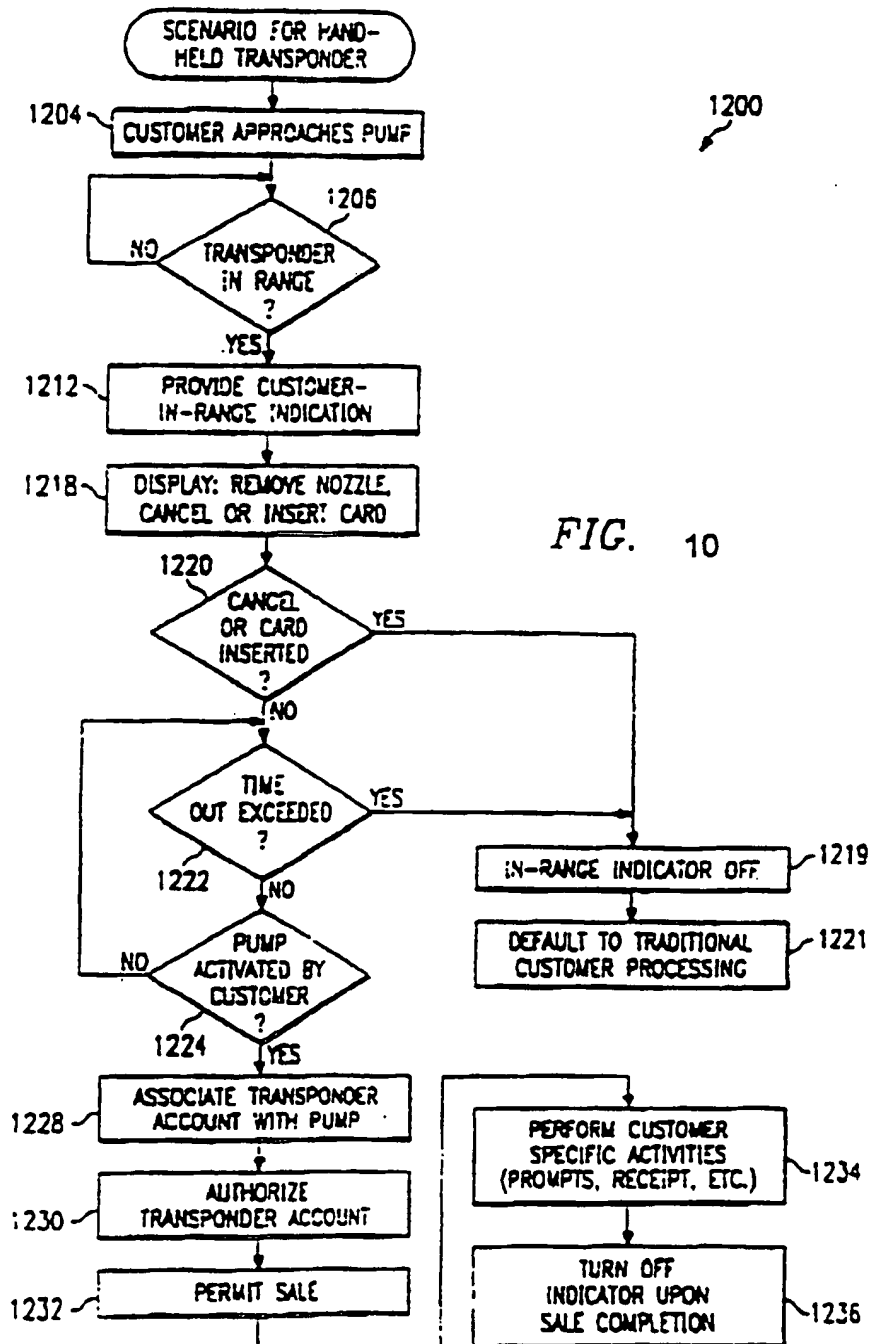 SCENARIO FOR HAND-
HELD TRANSPONDER
1200
1204
CUSTOMER APPROACHES PUMP
1206
NO
TRANSPONDER
IN RANGE
?
YES
1212
PROVIDE CUSTOMER-
IN-RANGE INDICATION
1218
DISPLAY: REMOVE NOZZLE,
CANCEL OR INSERT CARD
FIG. 10
1220
CANCEL
OR CARD
INSERTED
?
YES
NO
TIME
OUT EXCEEDED
?
YES
1222
NO
IN-RANGE INDICATOR OFF
1219
DEFAULT TO TRADITIONAL
CUSTOMER PROCESSING
1221
NO
PUMP
ACTIVATED BY
CUSTOMER
?
1224
YES
1228
ASSOCIATE TRANSPONDER
ACCOUNT WITH PUMP
1230
AUTHORIZE
TRANSPONDER ACCOUNT
1232
PERMIT SALE
PERFORM CUSTOMER
SPECIFIC ACTIVITIES
(PROMPTS, RECEIPT, ETC.)
1234
TURN OFF
INDICATOR UPON
SALE COMPLETION
1236